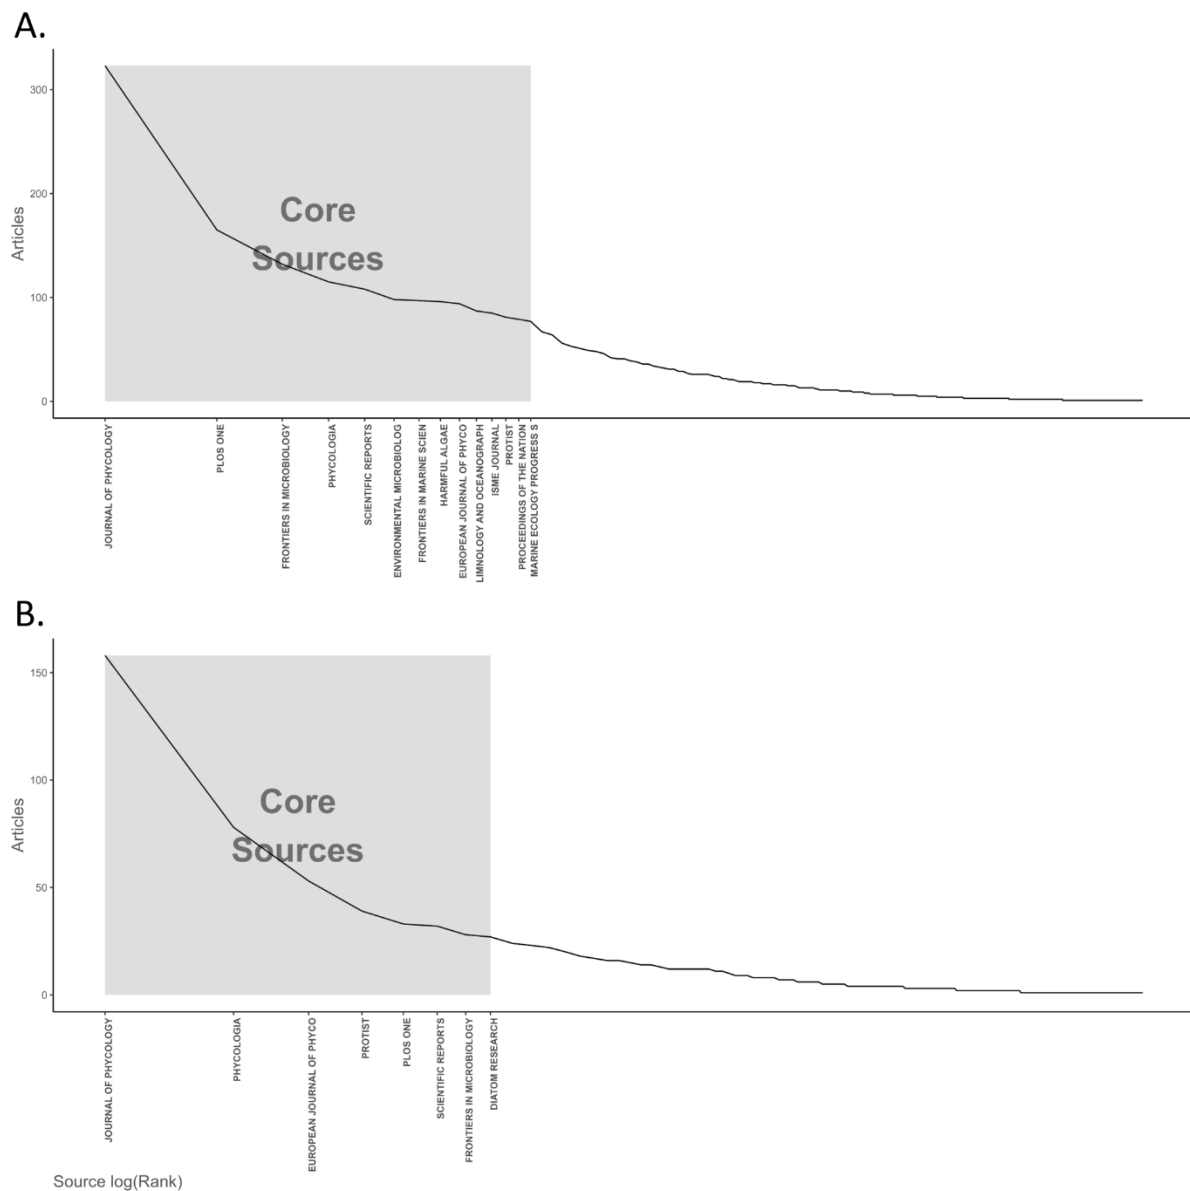 A.
300
200
100
0
Articles
Core
Sources
JOURNAL OF PHYCOLOGY
PLOS ONE
FRONTIERS IN MICROBIOLOGY
PHYCOLOGIA
SCIENTIFIC REPORTS
ENVIRONMENTAL MICROBIOLOG
FRONTIERS IN MARINE SCIEN
HARMFUL ALGAE
EUROPEAN JOURNAL OF PHYCO
LIMNOLOGY AND OCEANOGRAPH
ISME JOURNAL
PROTIST
PROCEEDINGS OF THE NATION
MARINE ECOLOGY PROGRESS S
B.
150
100
50
0
Articles
Core
Sources
JOURNAL OF PHYCOLOGY
PHYCOLOGIA
EUROPEAN JOURNAL OF PHYCO
PROTIST
PLOS ONE
SCIENTIFIC REPORTS
FRONTIERS IN MICROBIOLOGY
DIATOM RESEARCH
Source log(Rank)